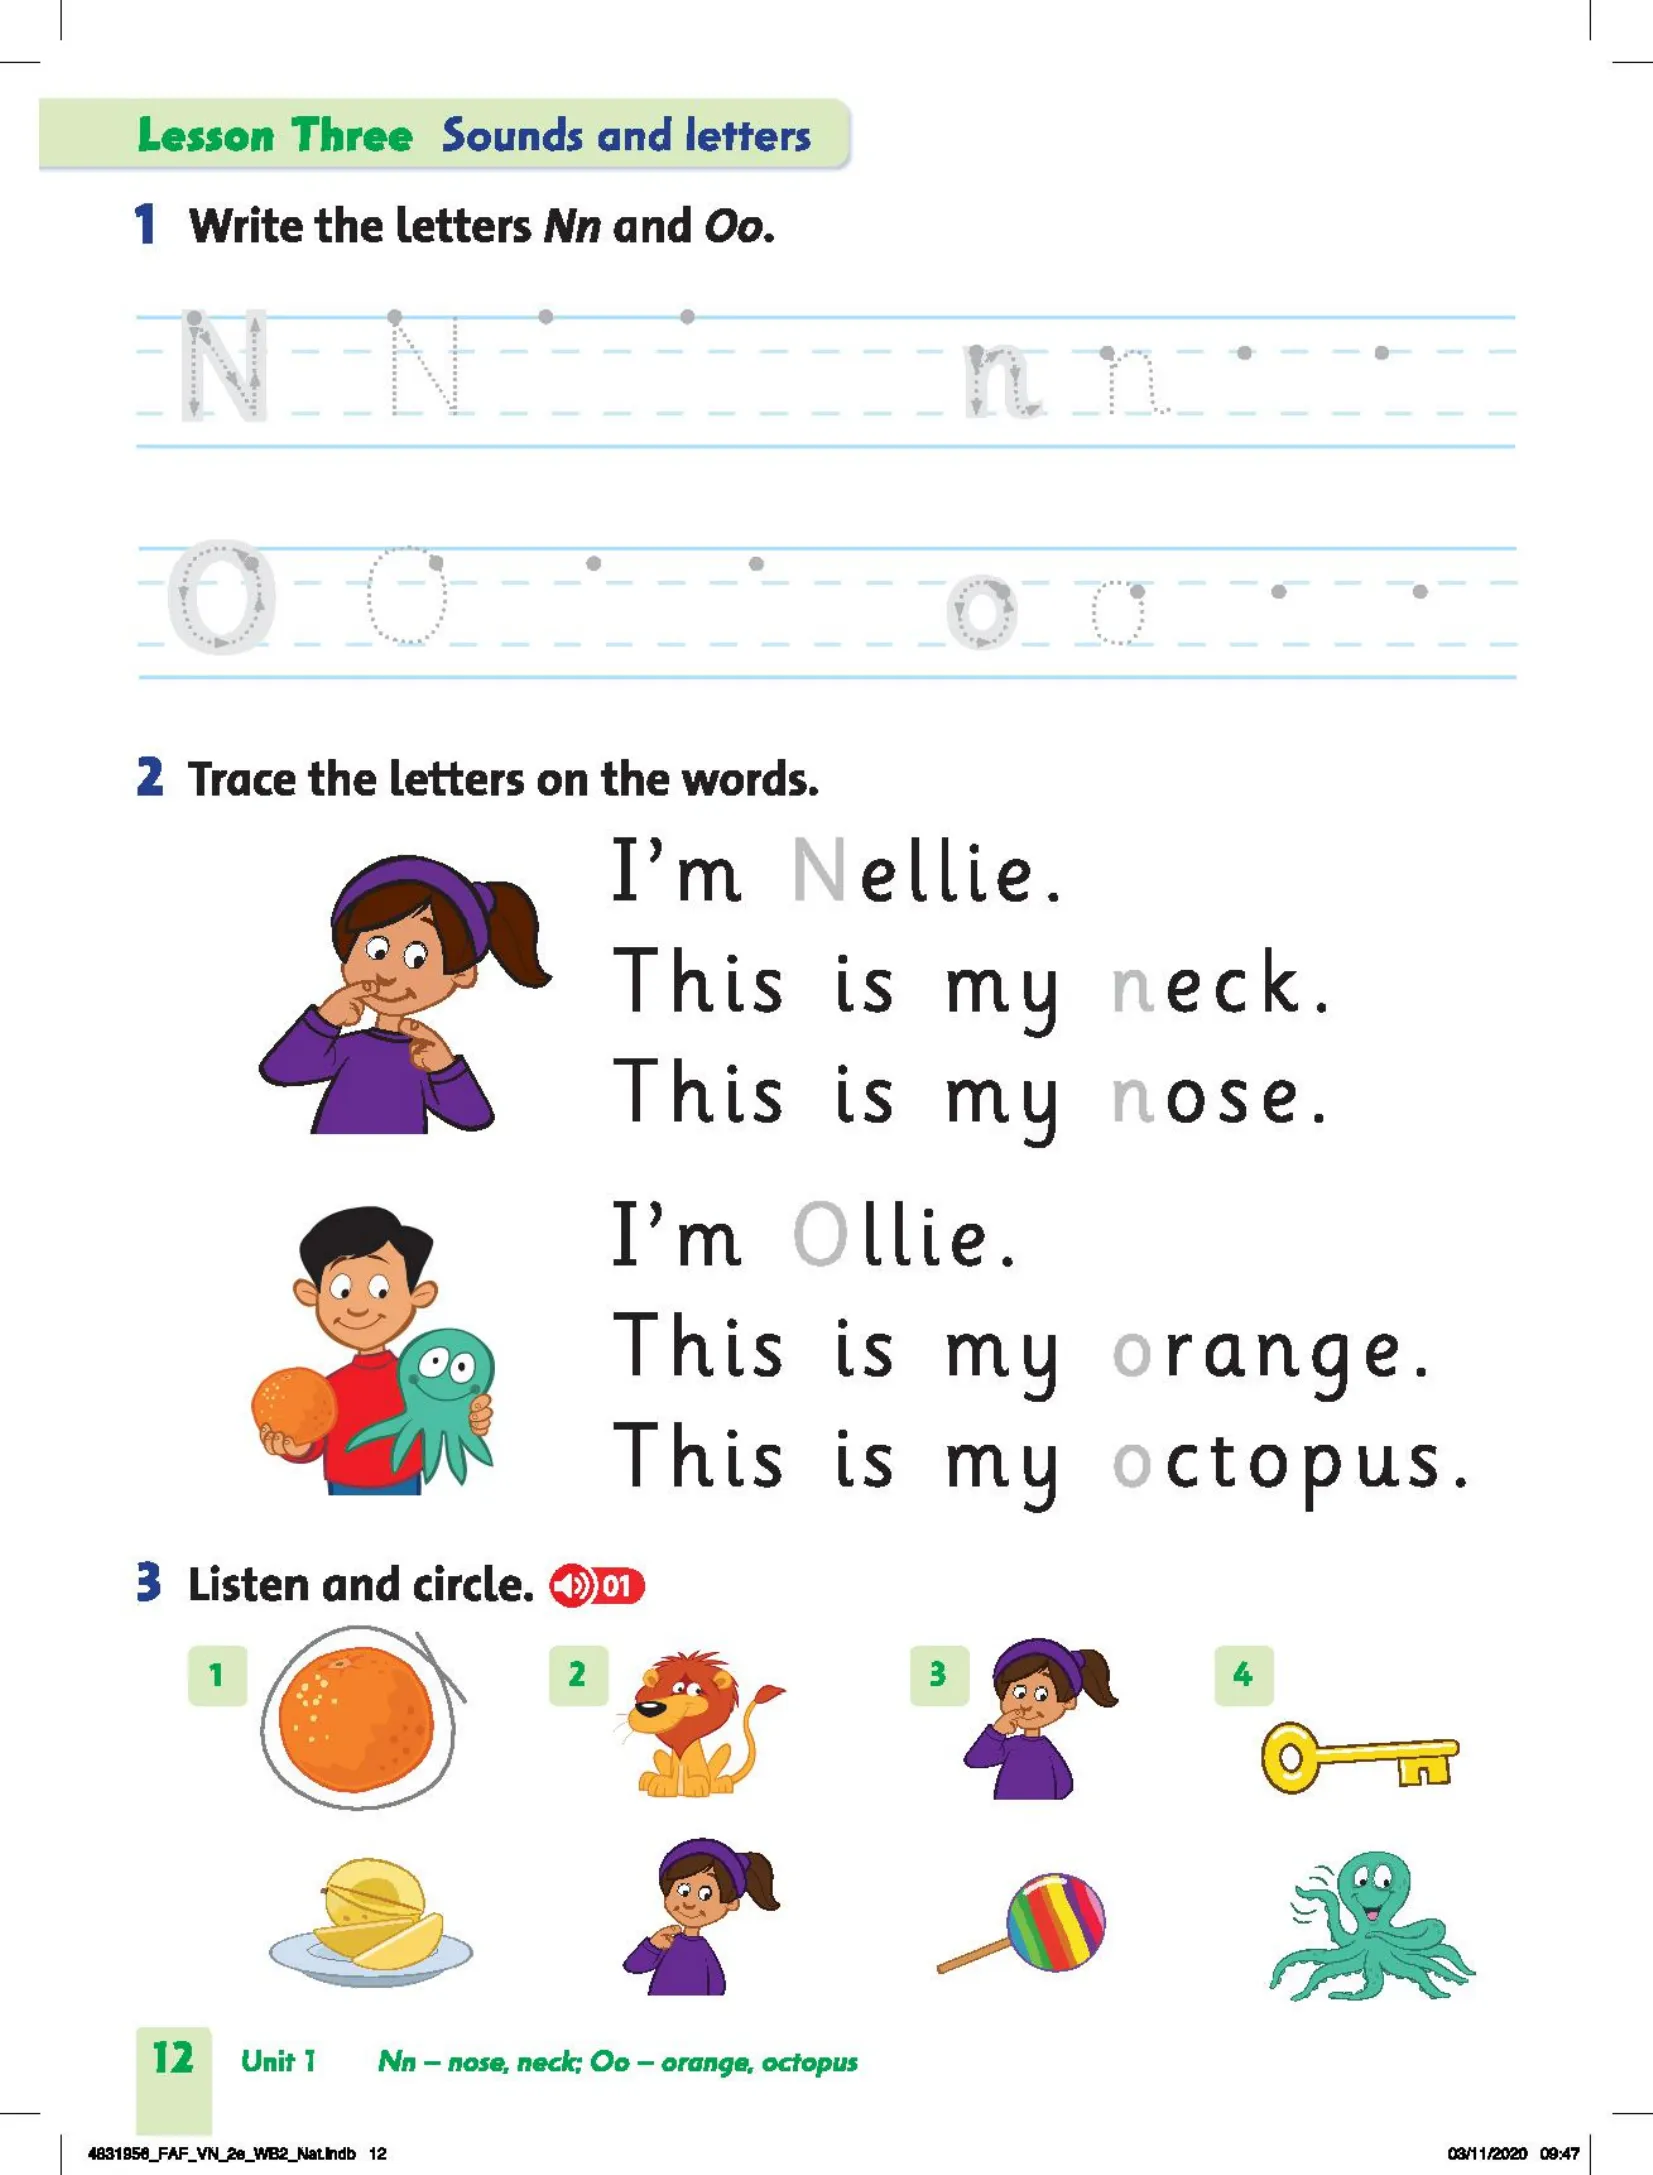 Lesson Three Sounds and letters
1 Write the letters Nn and Oo.
N N n n
O O o o
2 Trace the letters on the words.
I'm Nellie.
This is my neck.
This is my nose.
I'm Ollie.
This is my orange.
This is my octopus.
3 Listen and circle. 01
1 2 3 4
12 Unit 1 Nn – nose, neck; Oo – orange, octopus
4831956_FAF_VN_2e_WB2_Nat.indb 12 03/11/2020 09:47